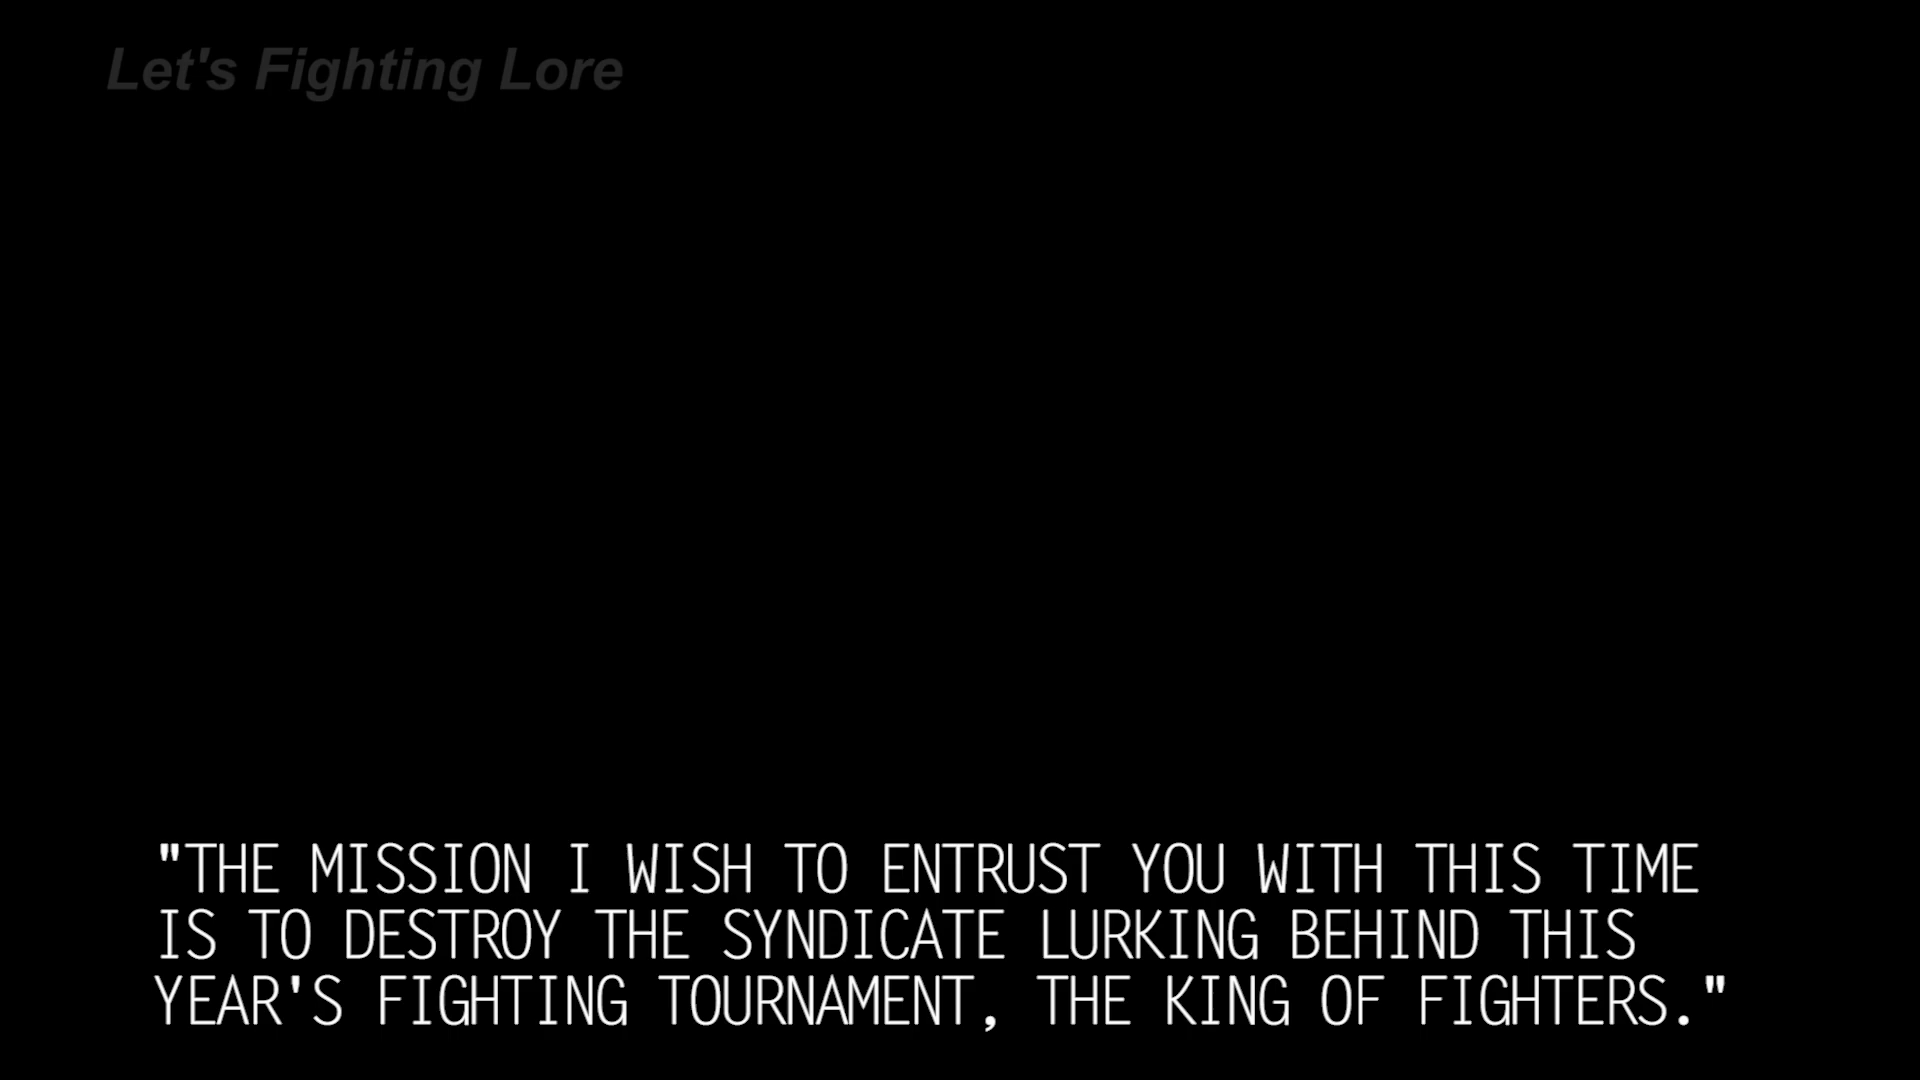 Let's Fighting Lore
"THE MISSION I WISH TO ENTRUST YOU WITH THIS TIME
IS TO DESTROY THE SYNDICATE LURKING BEHIND THIS
YEAR'S FIGHTING TOURNAMENT, THE KING OF FIGHTERS."